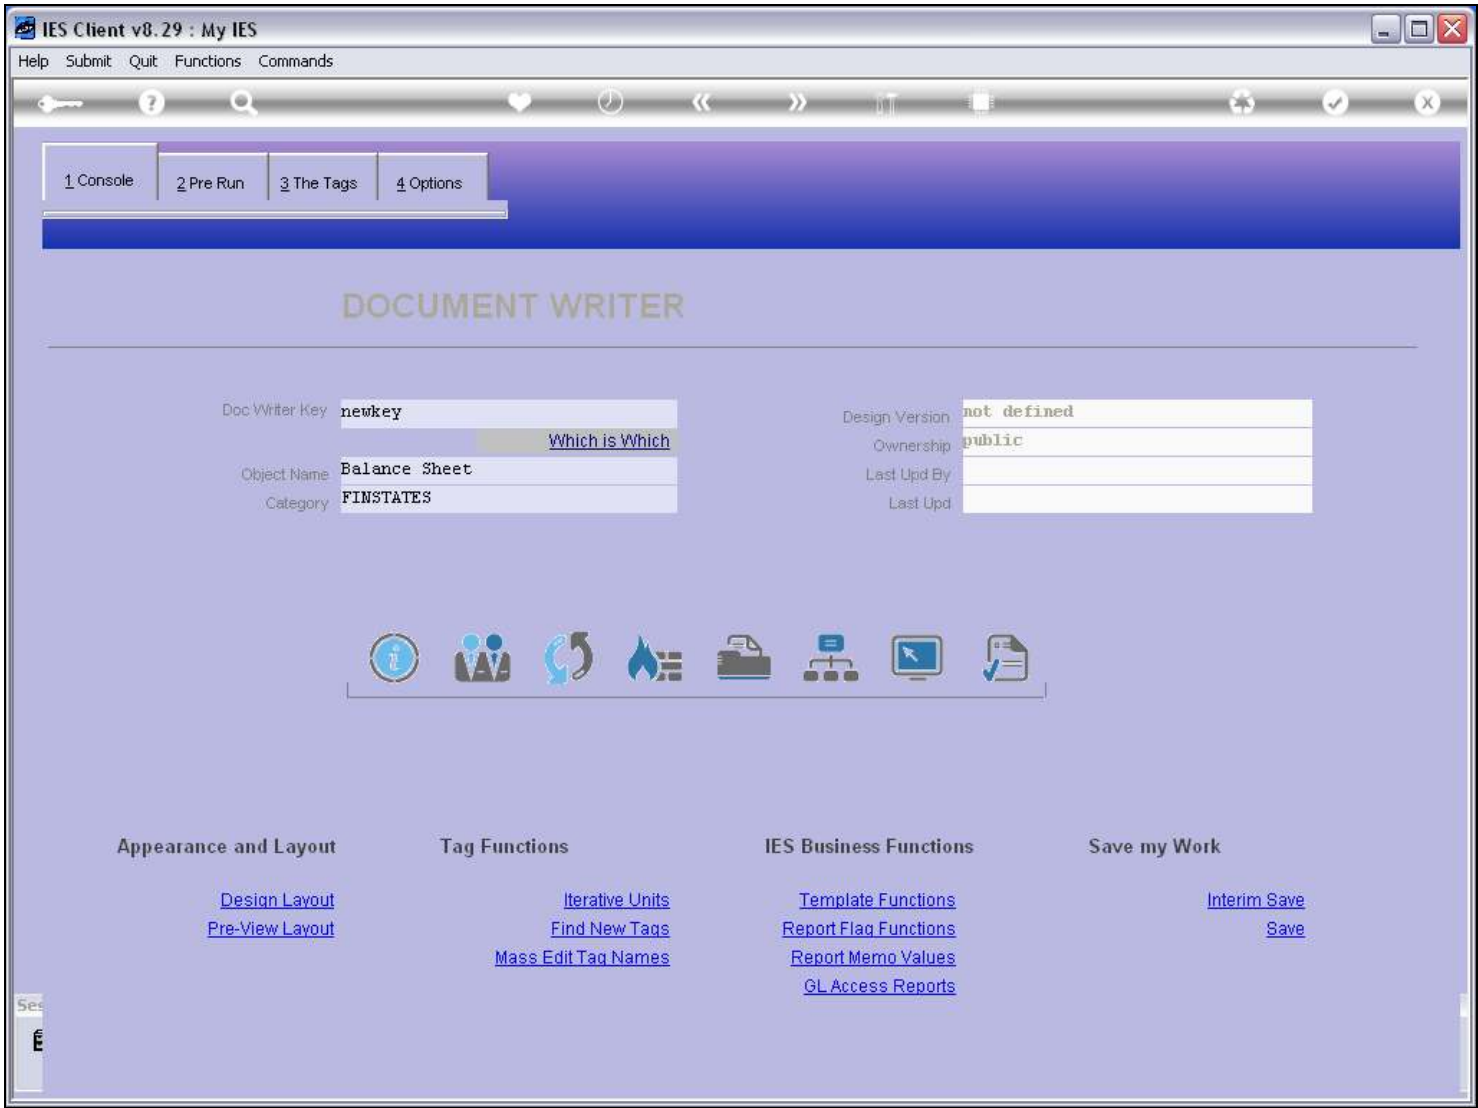 IES Client v8.29 : My IES
Help Submit Quit Functions Commands
1 Console
2 Pre Run
3 The Tags
4 Options
DOCUMENT WRITER
Doc Writer Key newkey
Which is Which
Object Name Balance Sheet
Category FINSTATES
Design Version not defined
Ownership public
Last Upd By
Last Upd
Appearance and Layout
Design Layout
Pre-View Layout
Tag Functions
Iterative Units
Find New Tags
Mass Edit Tag Names
IES Business Functions
Template Functions
Report Flag Functions
Report Memo Values
GL Access Reports
Save my Work
Interim Save
Save
Ses